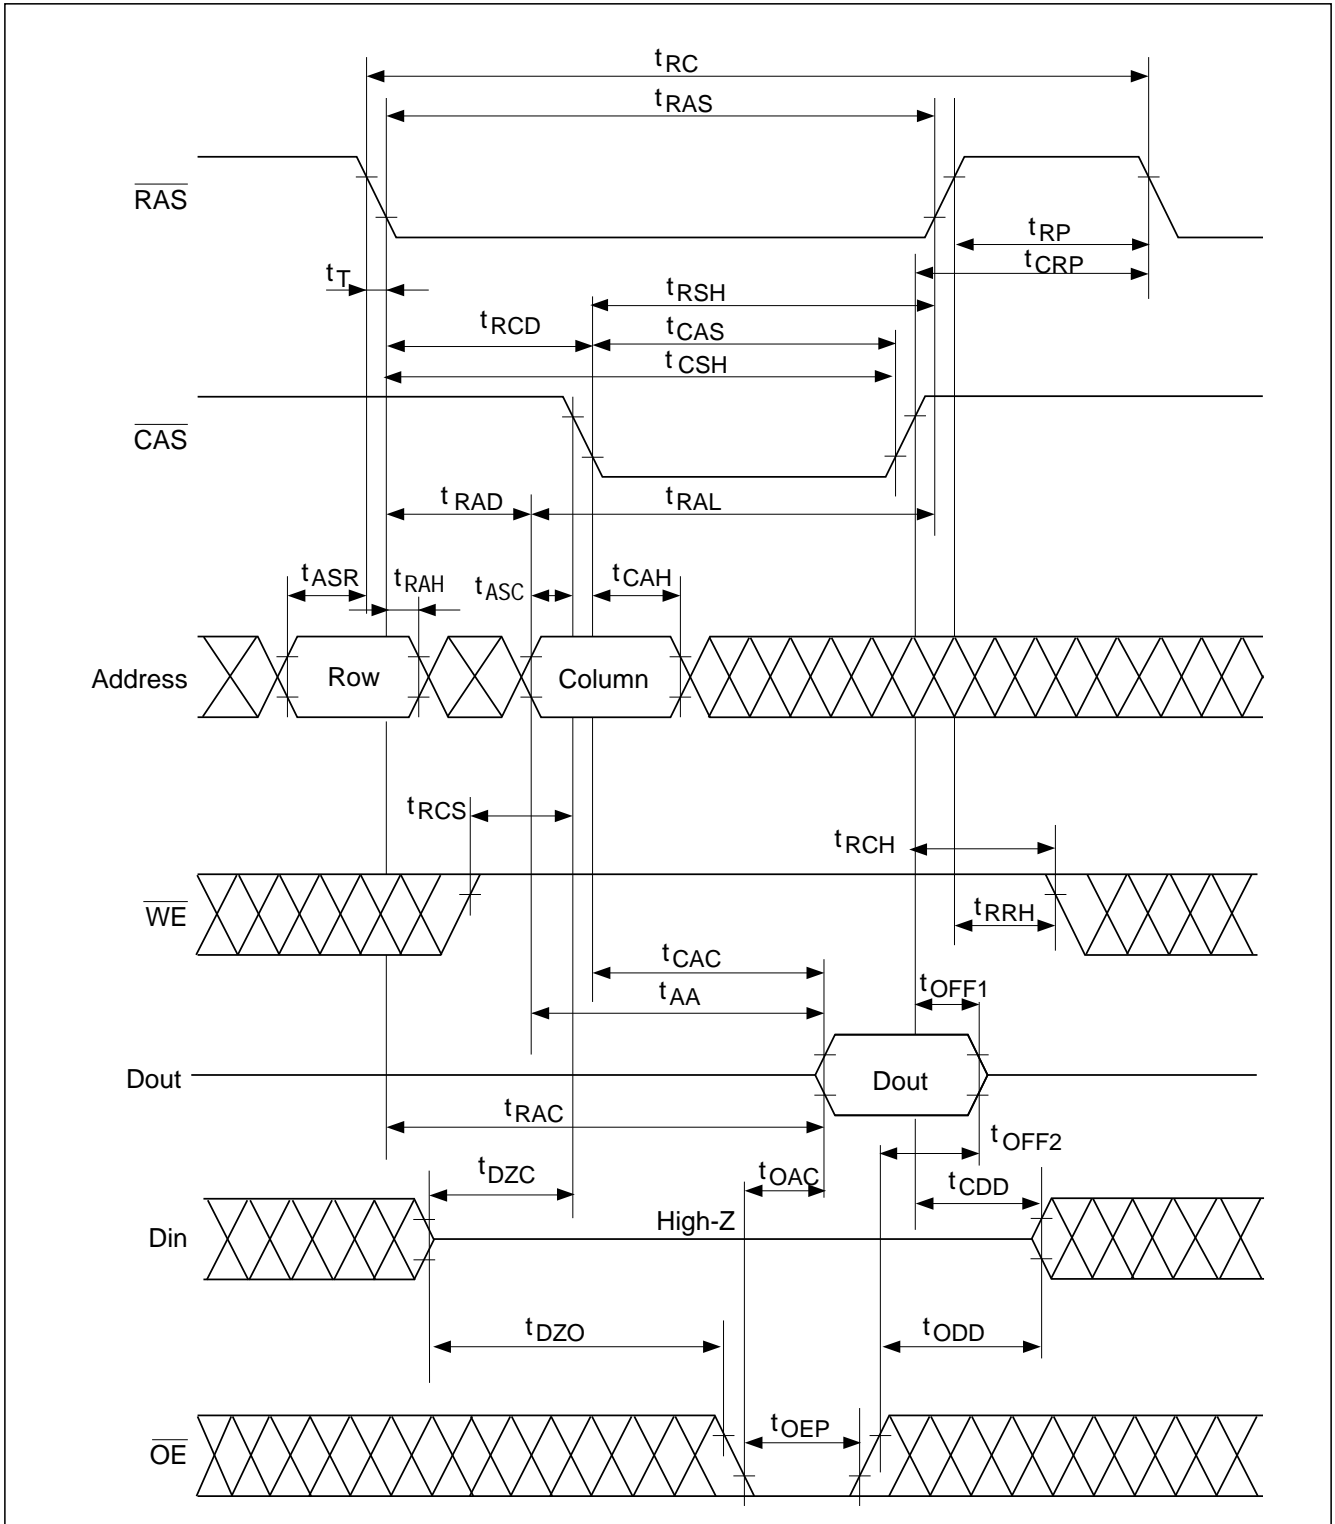 tRC
tRAS
RAS
tRP
tCRP
tT
tRSH
tRCD
tCAS
tCSH
CAS
tRAD
tRAL
tASR
tRAH
tASC
tCAH
Address
Row
Column
tRCS
tRCH
WE
tRRH
tCAC
tOFF1
tAA
Dout
Dout
tRAC
tOFF2
tDZC
tOAC
tCDD
Din
High-Z
tDZO
tODD
tOEP
OE